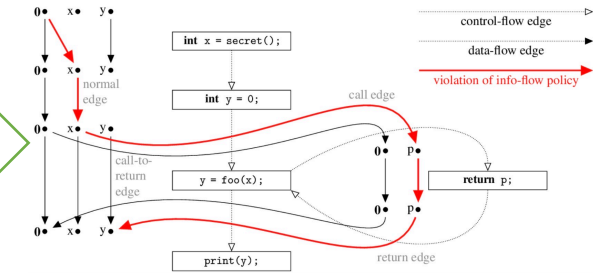 0 x y
int x = secret();
control-flow edge
data-flow edge
violation of info-flow policy
0 x y
normal
edge
int y = 0;
call edge
0 x y
0 p
call-to-
return
edge
y = foo(x);
return p;
0 p
0 x y
return edge
print(y);